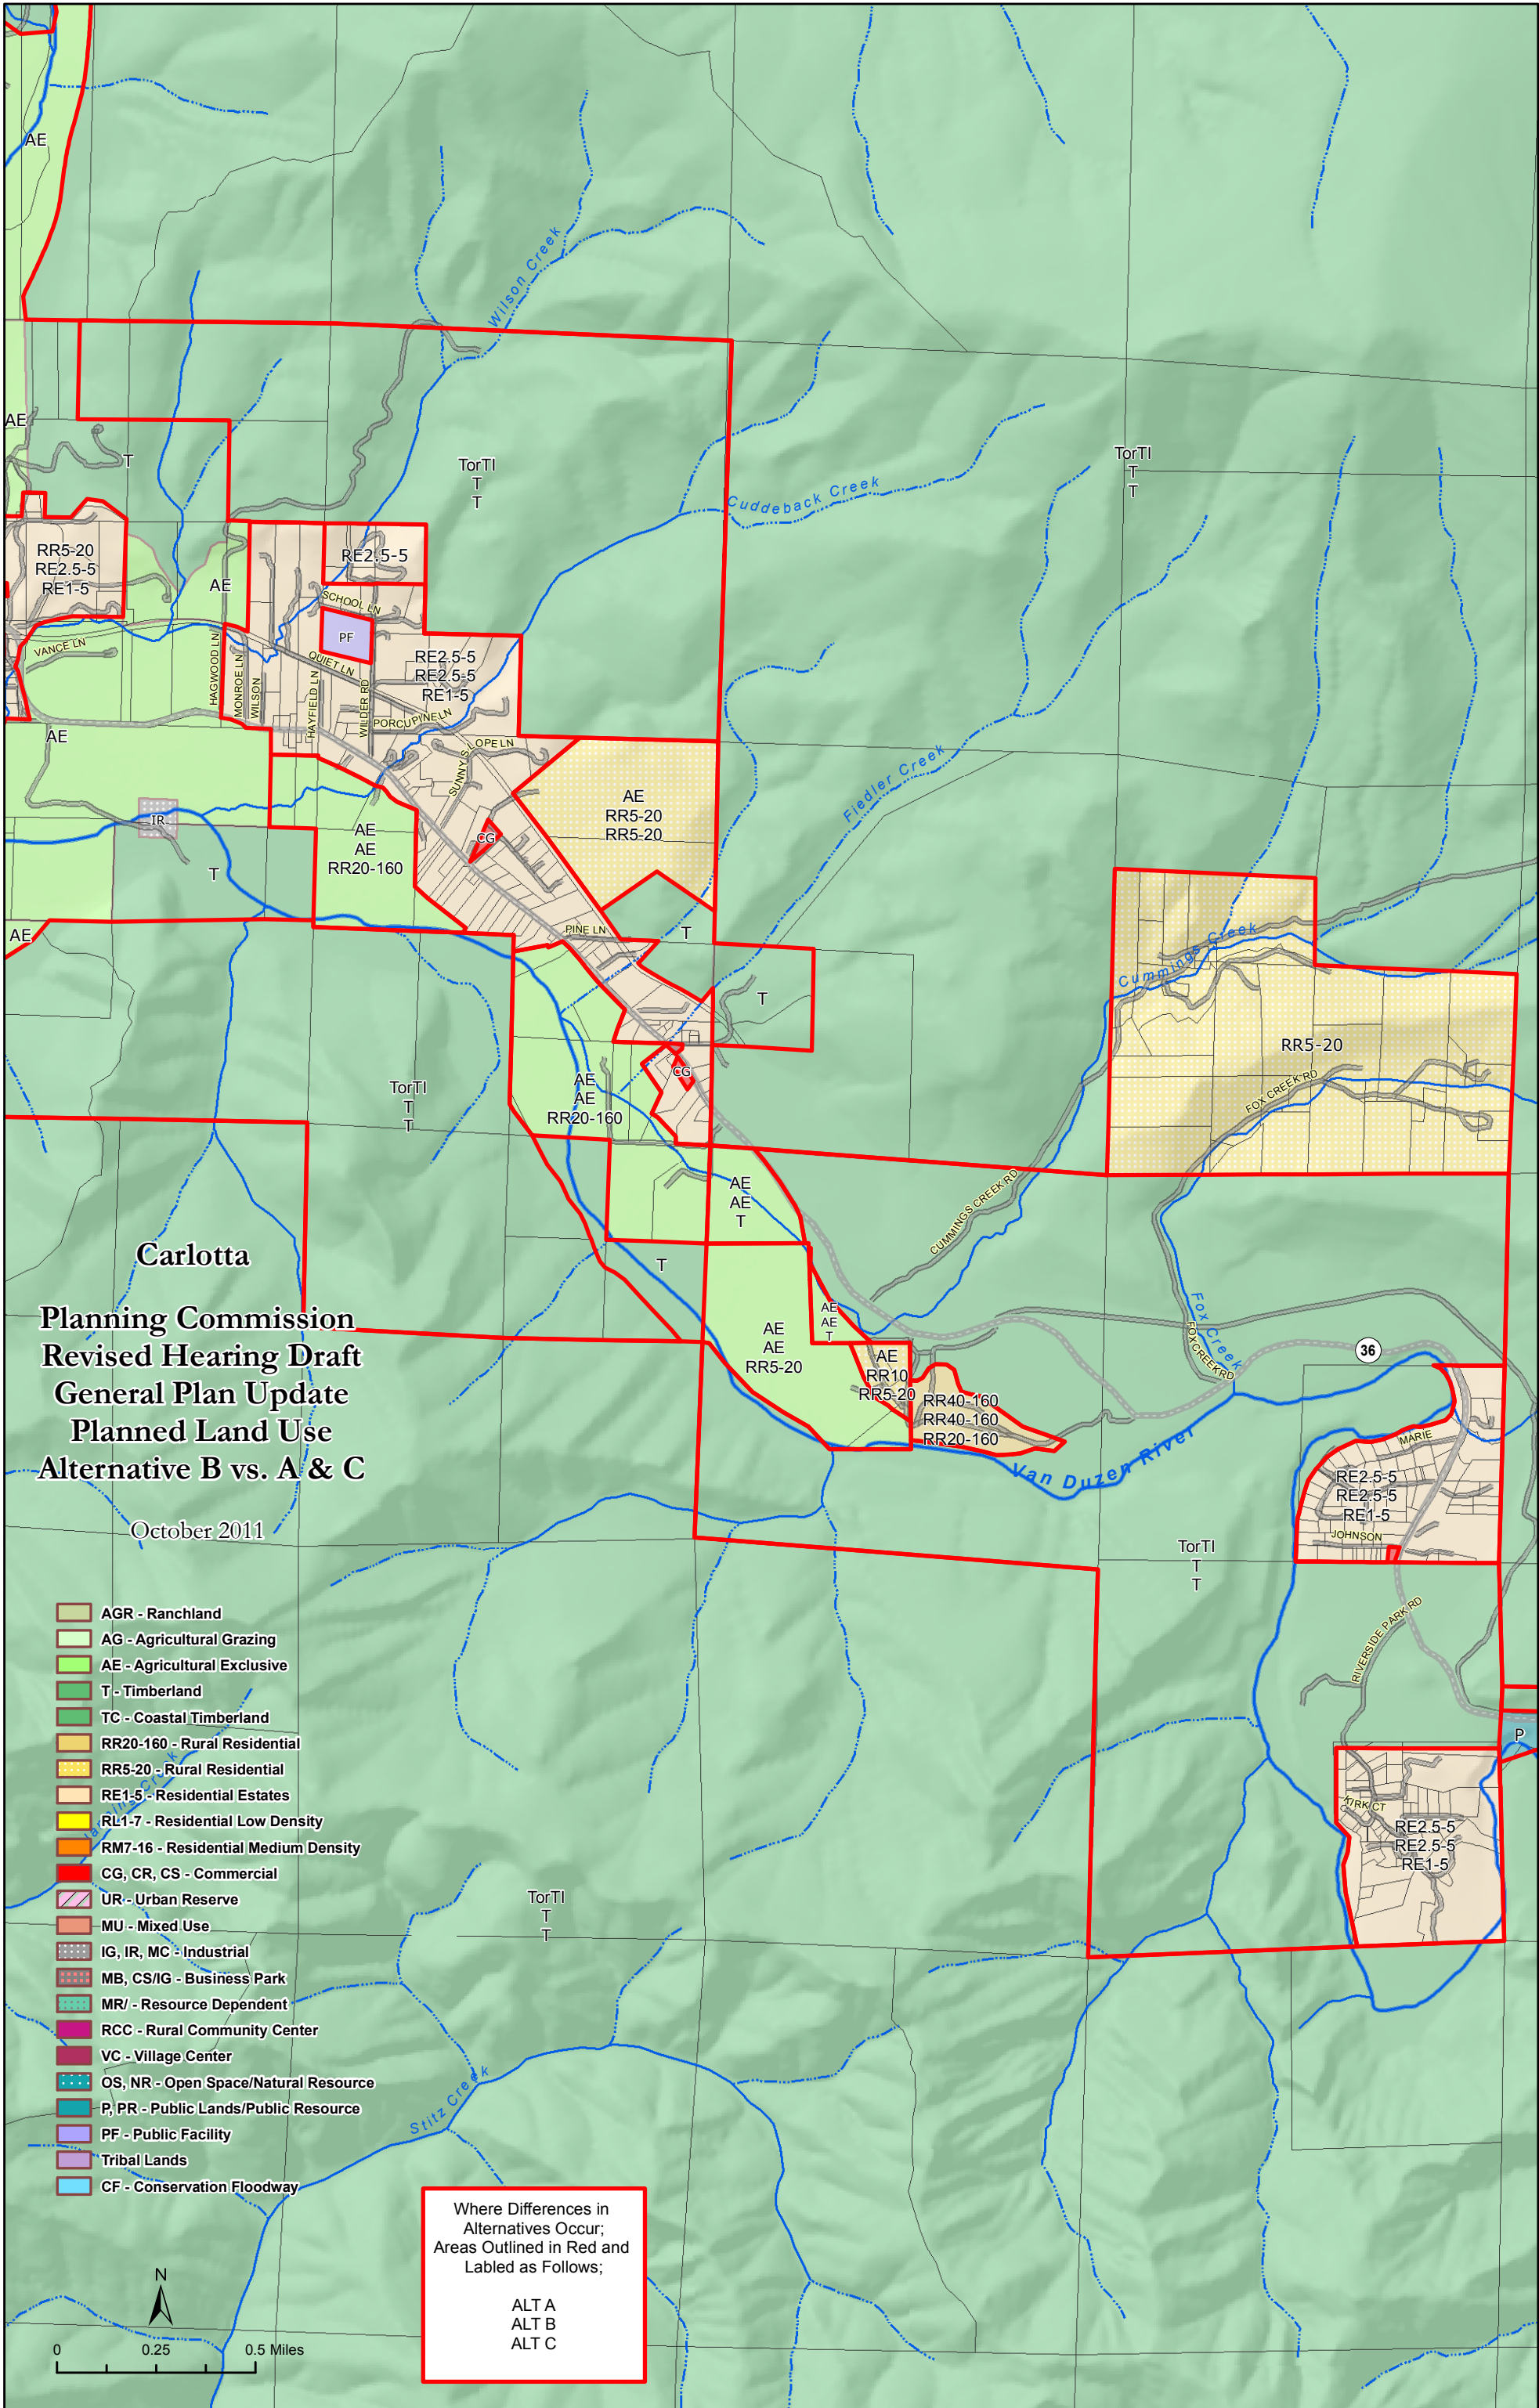 AE
Wilson Creek
AE
T
TorTI
T
T
TorTI
T
T
Cuddeback Creek
RR5-20
RE2.5-5
RE1-5
RE2.5-5
AE
SCHOOL LN
PF
VANCE LN
HAGWOOD LN
MONROE LN
WILSON
QUIET LN
HAYFIELD LN
WILDER RD
RE2.5-5
RE2.5-5
RE1-5
PORCUPINE LN
SUNNY SLOPE LN
AE
IR
T
AE
AE
RR20-160
CG
AE
RR5-20
RR5-20
Fiedler Creek
AE
PINE LN
T
T
Cummings Creek
RR5-20
FOX CREEK RD
CG
AE
AE
RR20-160
TorTI
T
T
AE
AE
T
CUMMINGS CREEK RD
T
AE
AE
T
AE
AE
RR5-20
AE
RR10
RR5-20
RR40-160
RR40-160
RR20-160
Fox Creek
FOX CREEK RD
36
Van Duzen River
MARIE
RE2.5-5
RE2.5-5
RE1-5
JOHNSON
TorTI
T
T
RIVERSIDE PARK RD
P
KIRK CT
RE2.5-5
RE2.5-5
RE1-5
TorTI
T
T
Stitz Creek
Carlotta
Planning Commission
Revised Hearing Draft
General Plan Update
Planned Land Use
Alternative B vs. A & C
October 2011
AGR - Ranchland
AG - Agricultural Grazing
AE - Agricultural Exclusive
T - Timberland
TC - Coastal Timberland
RR20-160 - Rural Residential
RR5-20 - Rural Residential
RE1-5 - Residential Estates
RL1-7 - Residential Low Density
RM7-16 - Residential Medium Density
CG, CR, CS - Commercial
UR - Urban Reserve
MU - Mixed Use
IG, IR, MC - Industrial
MB, CS/IG - Business Park
MR/ - Resource Dependent
RCC - Rural Community Center
VC - Village Center
OS, NR - Open Space/Natural Resource
P, PR - Public Lands/Public Resource
PF - Public Facility
Tribal Lands
CF - Conservation Floodway
N
0 0.25 0.5 Miles
Where Differences in
Alternatives Occur;
Areas Outlined in Red and
Labled as Follows;
ALT A
ALT B
ALT C